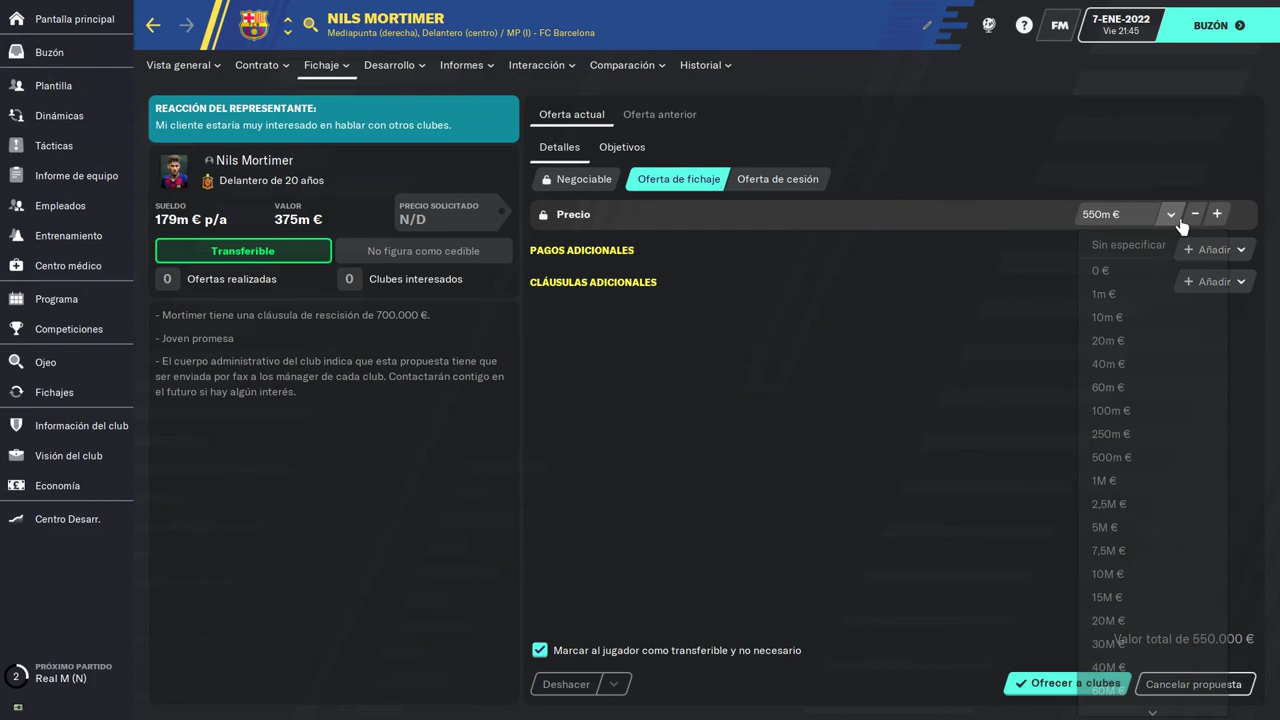 Pantalla principal
Buzón
Plantilla
Dinámicas
Tácticas
Informe de equipo
Empleados
Entrenamiento
Centro médico
Programa
Competiciones
Ojeo
Fichajes
Información del club
Visión del club
Economía
Centro Desarr.
2
PRÓXIMO PARTIDO
Real M (N)
NILS MORTIMER
Mediapunta (derecha), Delantero (centro) / MP (I) - FC Barcelona
?
FM
7-ENE-2022
Vie 21:45
BUZÓN
Vista general
Contrato
Fichaje
Desarrollo
Informes
Interacción
Comparación
Historial
REACCIÓN DEL REPRESENTANTE:
Mi cliente estaría muy interesado en hablar con otros clubes.
Nils Mortimer
Delantero de 20 años
SUELDO
179m € p/a
VALOR
375m €
PRECIO SOLICITADO
N/D
Transferible
No figura como cedible
0 Ofertas realizadas
0 Clubes interesados
- Mortimer tiene una cláusula de rescisión de 700.000 €.
- Joven promesa
- El cuerpo administrativo del club indica que esta propuesta tiene que
ser enviada por fax a los mánager de cada club. Contactarán contigo en
el futuro si hay algún interés.
Oferta actual
Oferta anterior
Detalles
Objetivos
Negociable
Oferta de fichaje
Oferta de cesión
Precio
550m €
- +
PAGOS ADICIONALES
+ Añadir
CLÁUSULAS ADICIONALES
+ Añadir
Sin especificar
0 €
1m €
10m €
20m €
40m €
60m €
100m €
250m €
500m €
1M €
2,5M €
5M €
7,5M €
10M €
15M €
20M €
30M €
40M €
60M €
Valor total de 550.000 €
Marcar al jugador como transferible y no necesario
Deshacer
Ofrecer a clubes
Cancelar propuesta